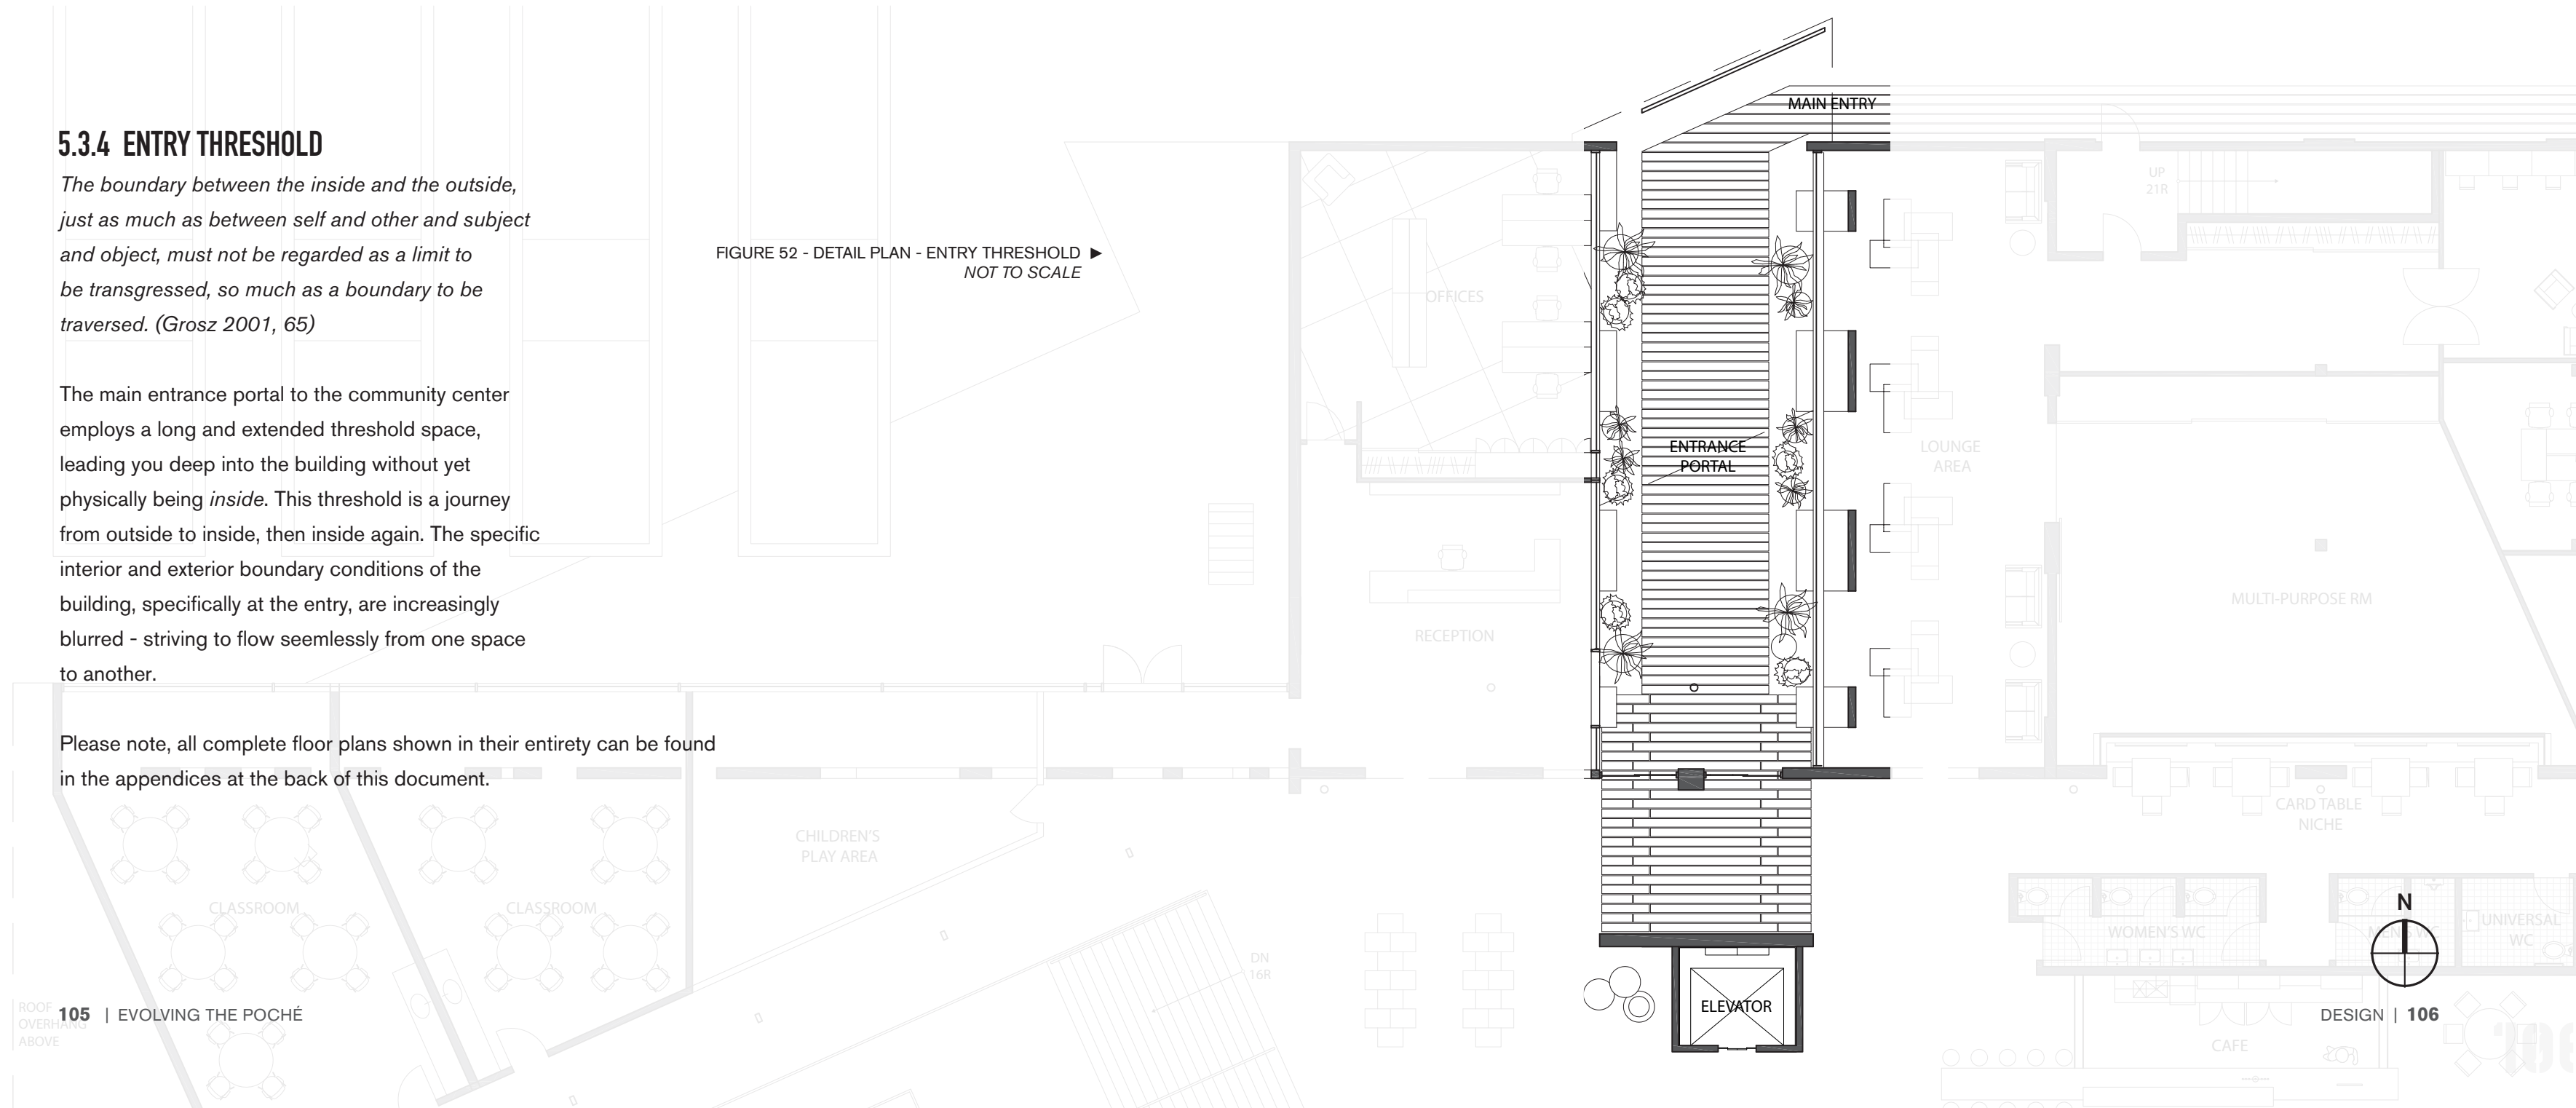 5.3.4 ENTRY THRESHOLD
The boundary between the inside and the outside,
just as much as between self and other and subject
and object, must not be regarded as a limit to
be transgressed, so much as a boundary to be
traversed. (Grosz 2001, 65)
The main entrance portal to the community center
employs a long and extended threshold space,
leading you deep into the building without yet
physically being inside. This threshold is a journey
from outside to inside, then inside again. The specific
interior and exterior boundary conditions of the
building, specifically at the entry, are increasingly
blurred - striving to flow seemlessly from one space
to another.
Please note, all complete floor plans shown in their entirety can be found
in the appendices at the back of this document.
FIGURE 52 - DETAIL PLAN - ENTRY THRESHOLD ►
NOT TO SCALE
MAIN ENTRY
UP
21R
OFFICES
ENTRANCE
PORTAL
LOUNGE
AREA
MULTI-PURPOSE RM
RECEPTION
CARD TABLE
NICHE
CHILDREN'S
PLAY AREA
CLASSROOM
CLASSROOM
DN
16R
WOMEN'S WC
MEN'S WC
UNIVERSAL
WC
N
ELEVATOR
CAFE
ROOF
OVERHANG
ABOVE
105 | EVOLVING THE POCHÉ
DESIGN | 106